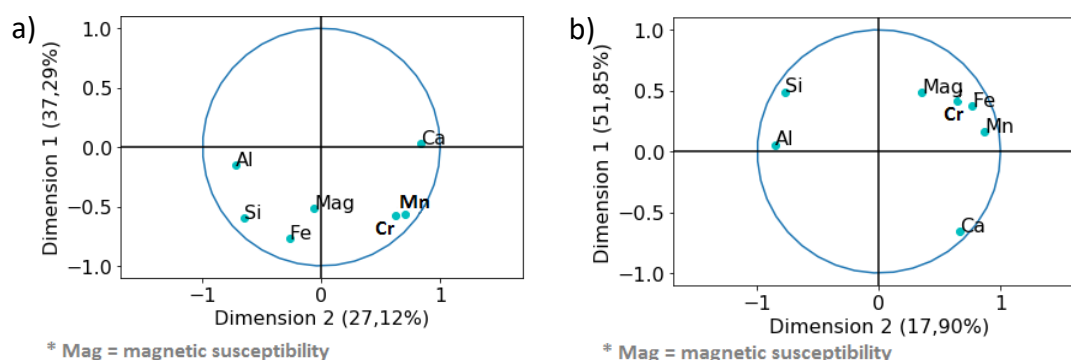 a)
Dimension 1 (37,29%)
1.0
0.5
0.0
−0.5
−1.0
Ca
Al
Si
Mag
Mn
Cr
Fe
−1
0
1
Dimension 2 (27,12%)
* Mag = magnetic susceptibility
b)
Dimension 1 (51,85%)
1.0
0.5
0.0
−0.5
−1.0
Si
Mag
Fe
Cr
Mn
Al
Ca
−1
0
1
Dimension 2 (17,90%)
* Mag = magnetic susceptibility